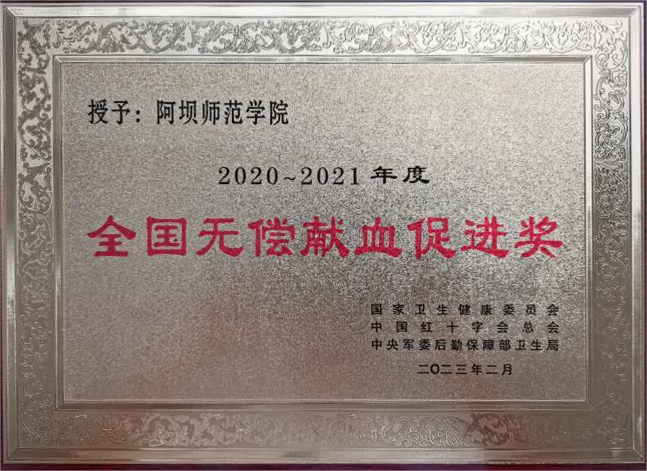 授予：阿坝师范学院
2020~2021年度
全国无偿献血促进奖
国家卫生健康委员会
中国红十字会总会
中央军委后勤保障部卫生局
二〇二三年二月